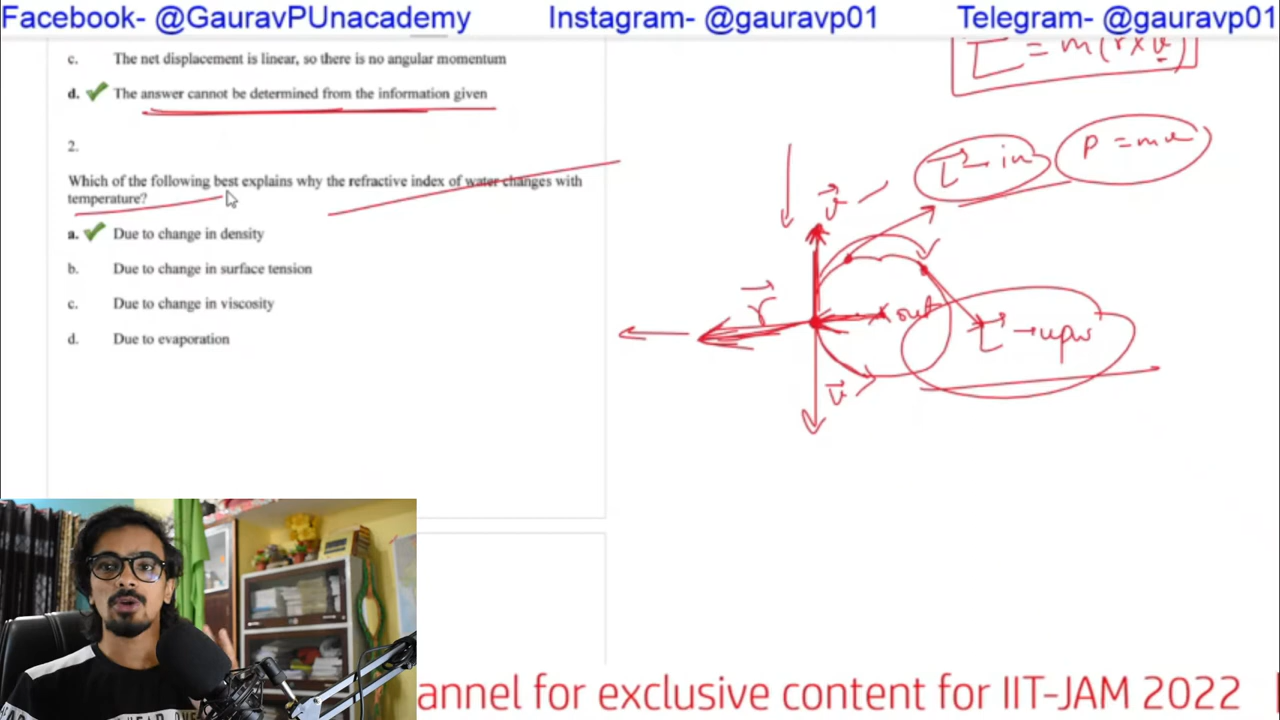 Facebook- @GauravPUnacademy Instagram- @gauravp01 Telegram- @gauravp01
c. The net displacement is linear, so there is no angular momentum
d. The answer cannot be determined from the information given
2.
Which of the following best explains why the refractive index of water changes with
temperature?
a. Due to change in density
b. Due to change in surface tension
c. Due to change in viscosity
d. Due to evaporation
= m(r×v)
in
P = mv
v
r
out
v
annel for exclusive content for IIT-JAM 2022